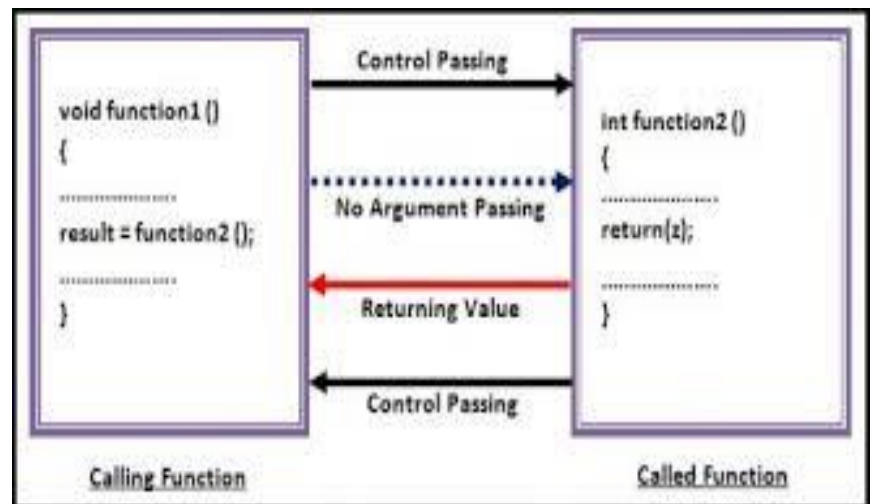 void function1 ()
{
.....................
result = function2 ();
.....................
}
Calling Function
Control Passing
No Argument Passing
Returning Value
Control Passing
int function2 ()
{
.....................
return(z);
.....................
}
Called Function